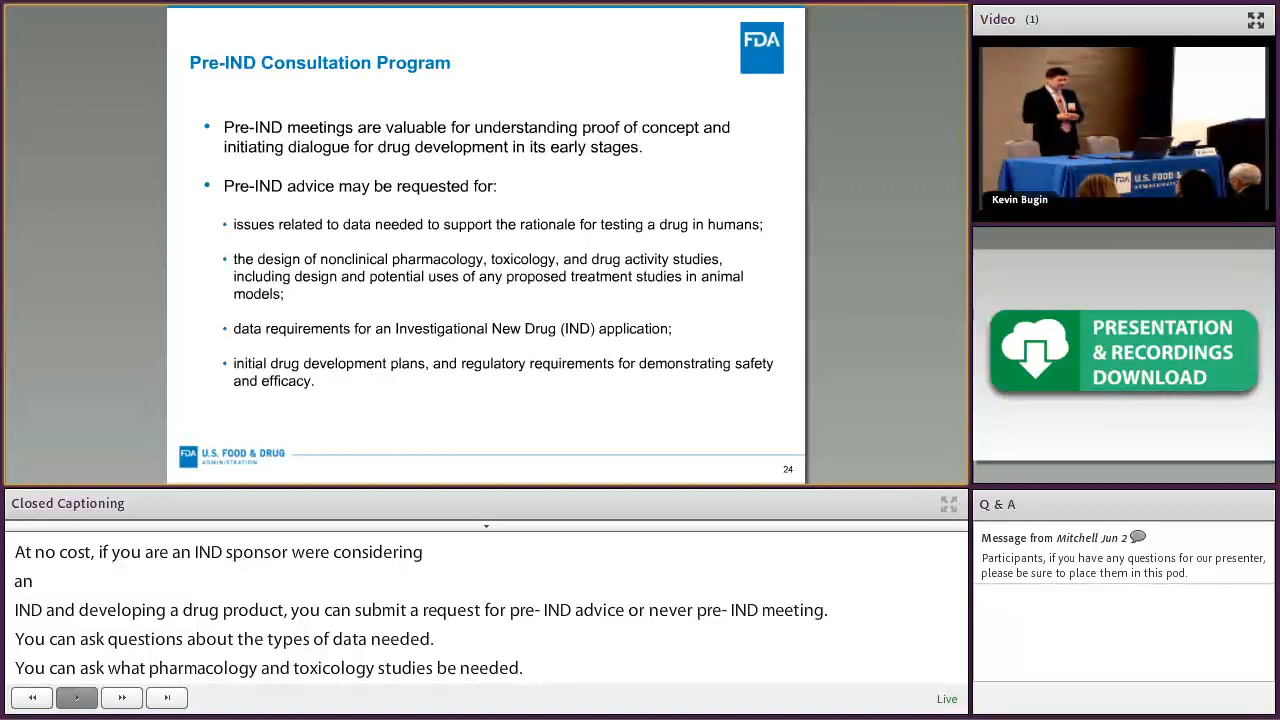 FDA
Pre-IND Consultation Program
• Pre-IND meetings are valuable for understanding proof of concept and
initiating dialogue for drug development in its early stages.
• Pre-IND advice may be requested for:
• issues related to data needed to support the rationale for testing a drug in humans;
• the design of nonclinical pharmacology, toxicology, and drug activity studies,
including design and potential uses of any proposed treatment studies in animal
models;
• data requirements for an Investigational New Drug (IND) application;
• initial drug development plans, and regulatory requirements for demonstrating safety
and efficacy.
FDA U.S. FOOD & DRUG
ADMINISTRATION
24
Video (1)
FDA U.S. FOOD & DRUG
ADMINISTRATION
Kevin Bugin
PRESENTATION
& RECORDINGS
DOWNLOAD
Closed Captioning
At no cost, if you are an IND sponsor were considering
an
IND and developing a drug product, you can submit a request for pre- IND advice or never pre- IND meeting.
You can ask questions about the types of data needed.
You can ask what pharmacology and toxicology studies be needed.
Live
Q & A
Message from Mitchell Jun 2
Participants, if you have any questions for our presenter,
please be sure to place them in this pod.